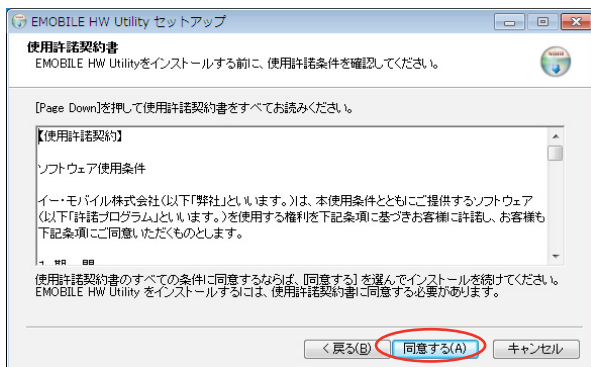 EMOBILE HW Utility セットアップ
使用許諾契約書
EMOBILE HW Utilityをインストールする前に、使用許諾条件を確認してください。
[Page Down]を押して使用許諾契約書をすべてお読みください。
【使用許諾契約】
ソフトウェア使用条件
イー・モバイル株式会社(以下「弊社」といいます。)は、本使用条件とともにご提供するソフトウェア
(以下「許諾プログラム」といいます。)を使用する権利を下記条項に基づきお客様に許諾し、お客様も
下記条項にご同意いただくものとします。
使用許諾契約書のすべての条件に同意するならば、[同意する] を選んでインストールを続けてください。
EMOBILE HW Utility をインストールするには、使用許諾契約書に同意する必要があります。
< 戻る(B)
同意する(A)
キャンセル